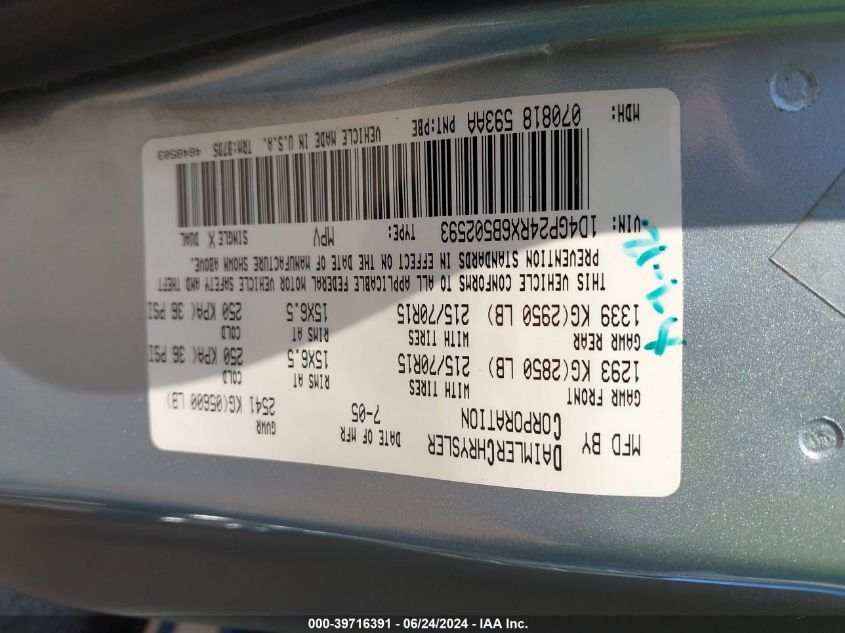 MFD BY DAIMLERCHRYSLER CORPORATION
DATE OF MFR 7-05
GVWR 2541 KG(05600 LB)
GAWR FRONT WITH TIRES RIMS AT COLD
1293 KG(2850 LB) 215/70R15 15X6.5 250 KPA( 36 PSI
GAWR REAR WITH TIRES RIMS AT COLD
1339 KG(2950 LB) 215/70R15 15X6.5 250 KPA( 36 PSI
THIS VEHICLE CONFORMS TO ALL APPLICABLE FEDERAL MOTOR VEHICLE SAFETY AND THEFT
PREVENTION STANDARDS IN EFFECT ON THE DATE OF MANUFACTURE SHOWN ABOVE.
VIN: 1D4GP24RX6B502593 TYPE: MPV SINGLE X DUAL
MDH: 070818 593AA PNT:PBE VEHICLE MADE IN U.S.A. TRM:B7D5 4648503
000-39716391 - 06/24/2024 - IAA Inc.